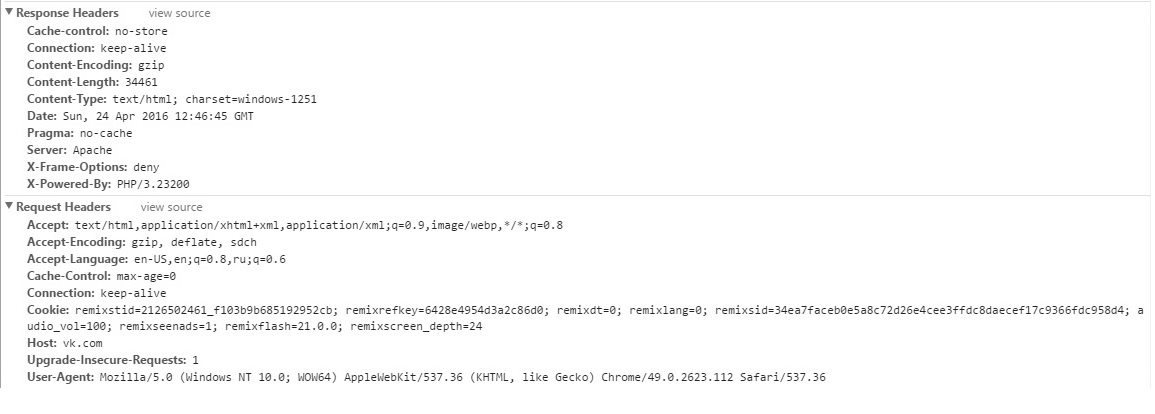 Response Headers view source
Cache-control: no-store
Connection: keep-alive
Content-Encoding: gzip
Content-Length: 34461
Content-Type: text/html; charset=windows-1251
Date: Sun, 24 Apr 2016 12:46:45 GMT
Pragma: no-cache
Server: Apache
X-Frame-Options: deny
X-Powered-By: PHP/3.23200
Request Headers view source
Accept: text/html,application/xhtml+xml,application/xml;q=0.9,image/webp,*/*;q=0.8
Accept-Encoding: gzip, deflate, sdch
Accept-Language: en-US,en;q=0.8,ru;q=0.6
Cache-Control: max-age=0
Connection: keep-alive
Cookie: remixstid=2126502461_f103b9b685192952cb; remixrefkey=6428e4954d3a2c86d0; remixdt=0; remixlang=0; remixsid=34ea7faceb0e5a8c72d26e4cee3ffdc8daecef17c9366fdc958d4; a
udio_vol=100; remixseenads=1; remixflash=21.0.0; remixscreen_depth=24
Host: vk.com
Upgrade-Insecure-Requests: 1
User-Agent: Mozilla/5.0 (Windows NT 10.0; WOW64) AppleWebKit/537.36 (KHTML, like Gecko) Chrome/49.0.2623.112 Safari/537.36